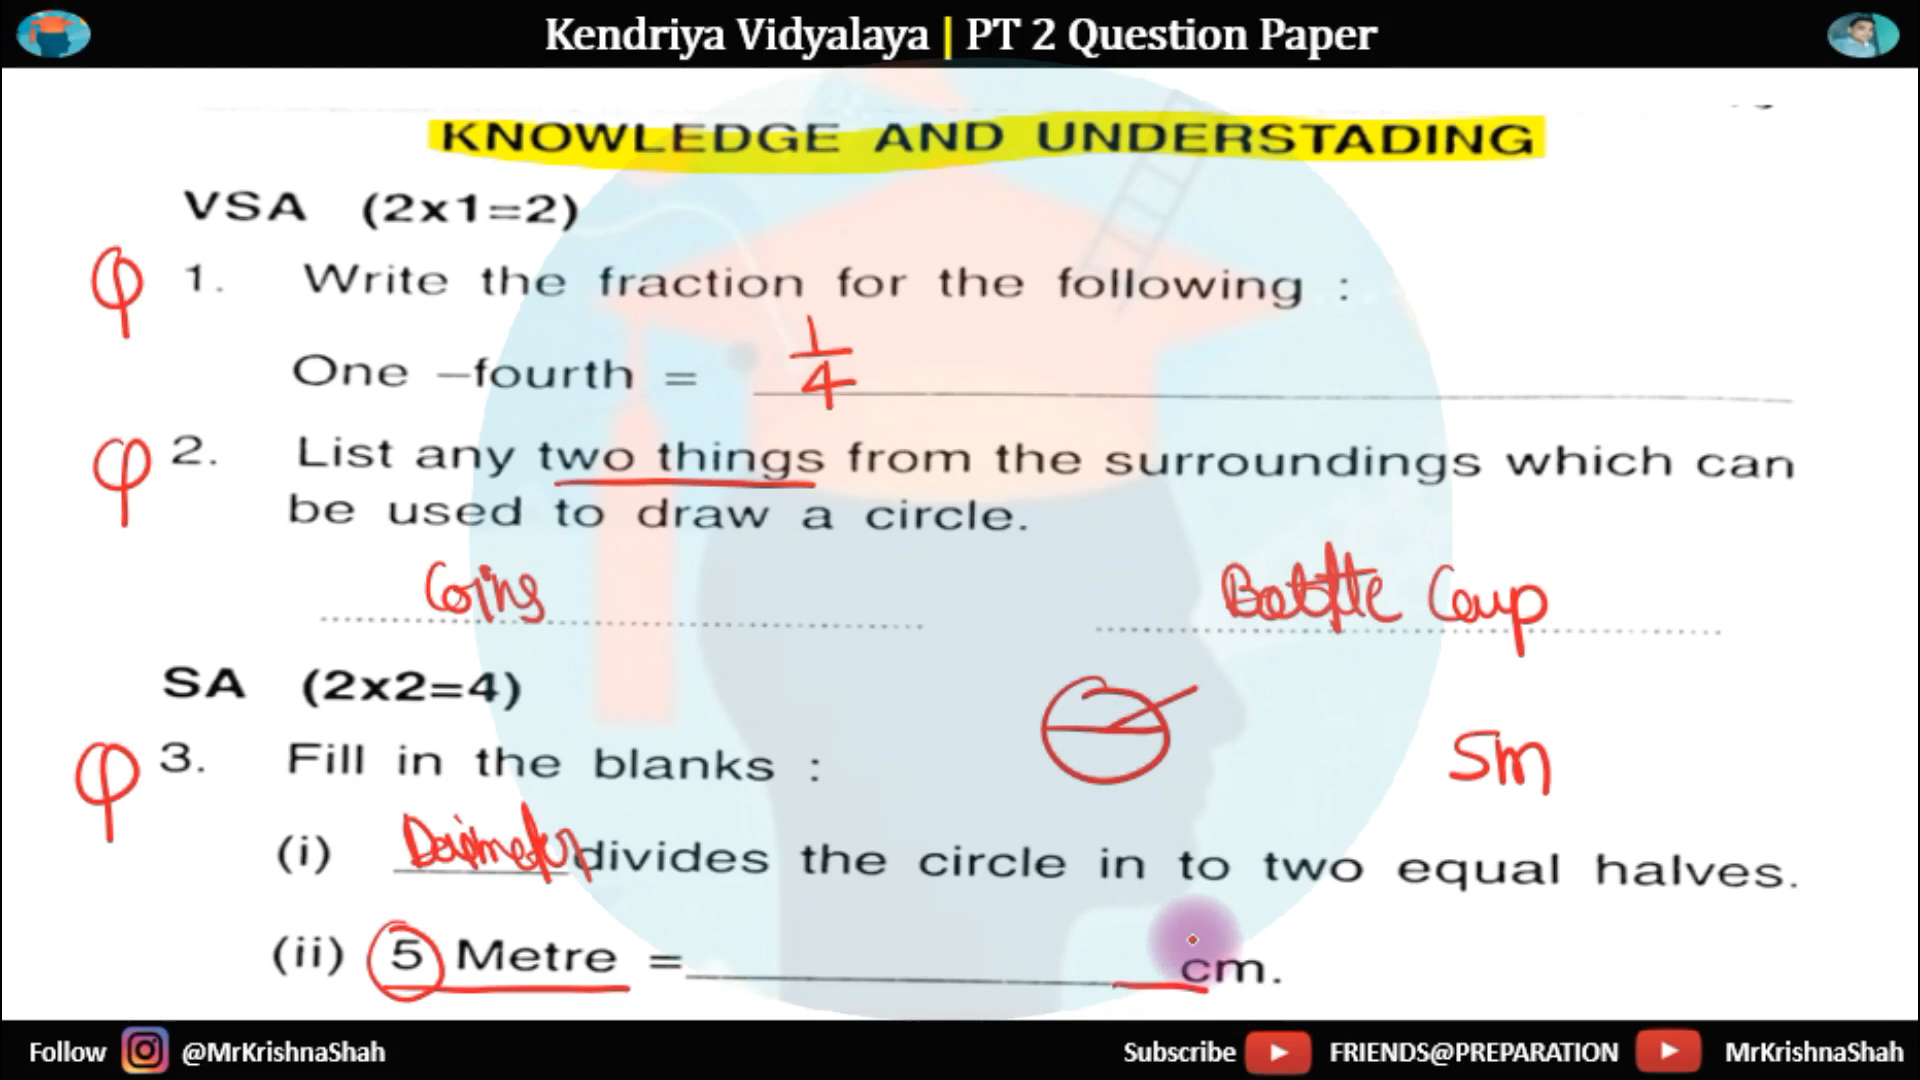 Kendriya Vidyalaya | PT 2 Question Paper
KNOWLEDGE AND UNDERSTADING
VSA (2x1=2)
φ 1. Write the fraction for the following :
One –fourth = 1/4
φ 2. List any two things from the surroundings which can
be used to draw a circle.
Coins Bottle Caup
SA (2x2=4)
φ 3. Fill in the blanks :
5m
(i) divides the circle in to two equal halves.
(ii) 5 Metre = cm.
Follow @MrKrishnaShah Subscribe FRIENDS@PREPARATION MrKrishnaShah